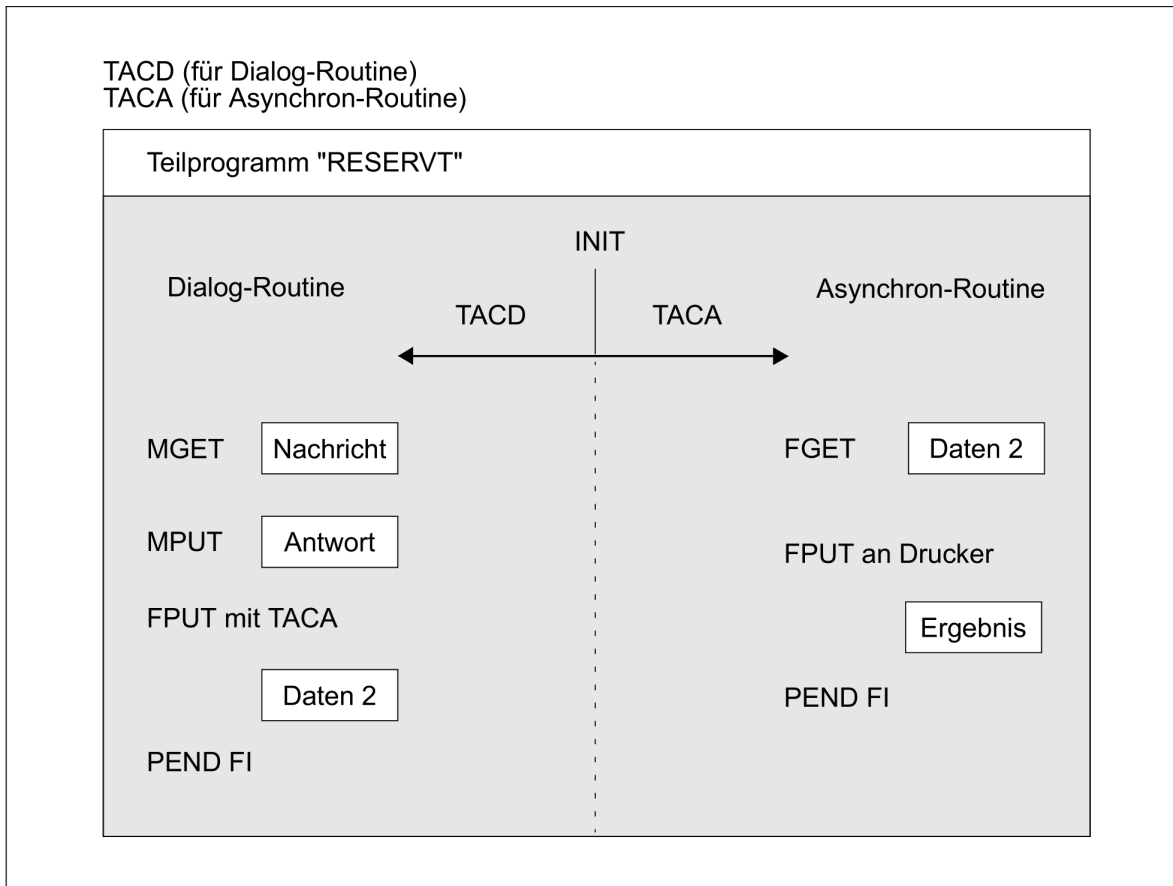 TACD (für Dialog-Routine)
TACA (für Asynchron-Routine)
Teilprogramm "RESERVT"
INIT
Dialog-Routine
Asynchron-Routine
TACD
TACA
MGET
Nachricht
MPUT
Antwort
FPUT mit TACA
Daten 2
PEND FI
FGET
Daten 2
FPUT an Drucker
Ergebnis
PEND FI